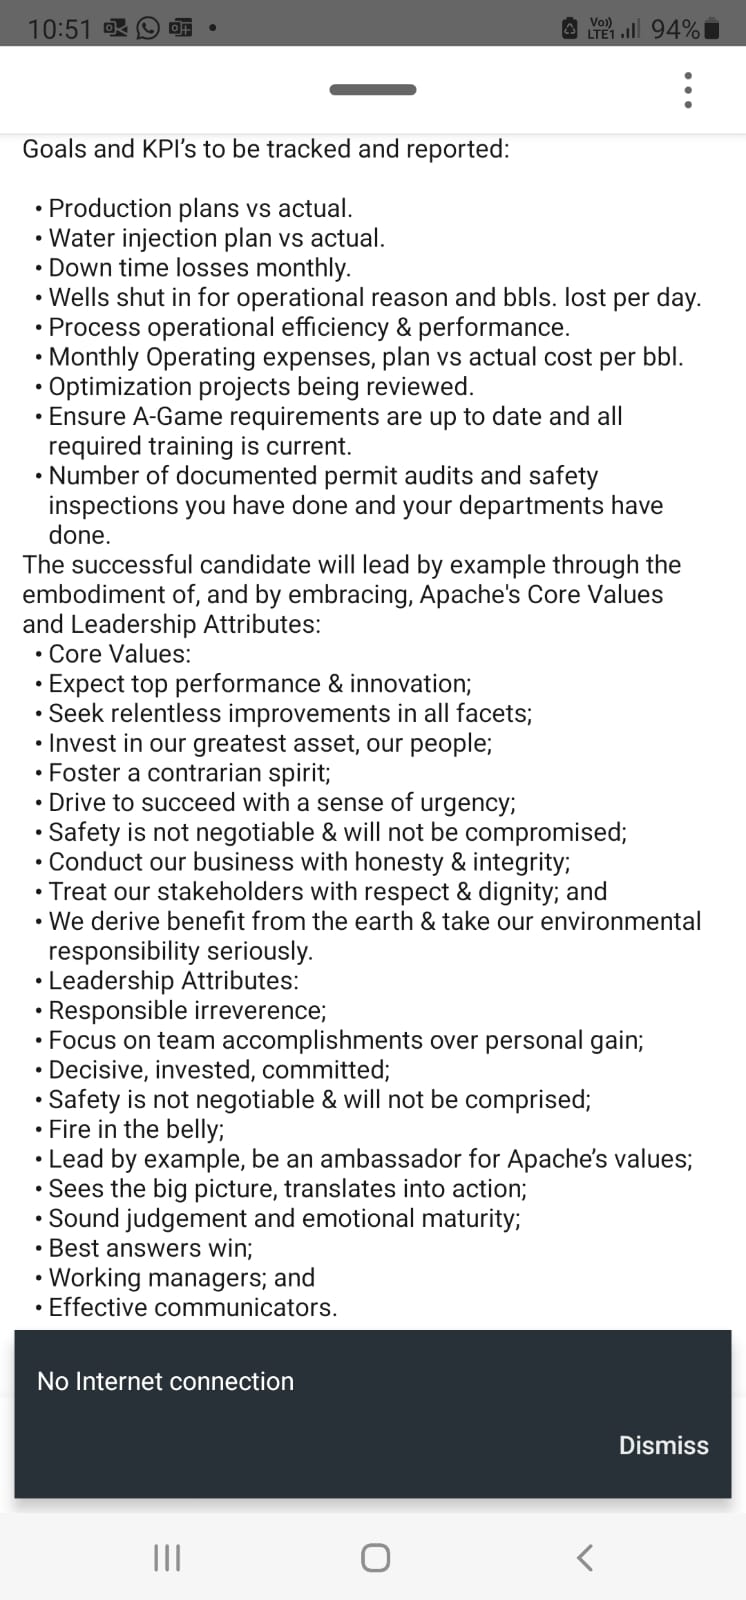 10:51
Vo))
LTE1
94%
Goals and KPI's to be tracked and reported:
• Production plans vs actual.
• Water injection plan vs actual.
• Down time losses monthly.
• Wells shut in for operational reason and bbls. lost per day.
• Process operational efficiency & performance.
• Monthly Operating expenses, plan vs actual cost per bbl.
• Optimization projects being reviewed.
• Ensure A-Game requirements are up to date and all
required training is current.
• Number of documented permit audits and safety
inspections you have done and your departments have
done.
The successful candidate will lead by example through the
embodiment of, and by embracing, Apache's Core Values
and Leadership Attributes:
• Core Values:
• Expect top performance & innovation;
• Seek relentless improvements in all facets;
• Invest in our greatest asset, our people;
• Foster a contrarian spirit;
• Drive to succeed with a sense of urgency;
• Safety is not negotiable & will not be compromised;
• Conduct our business with honesty & integrity;
• Treat our stakeholders with respect & dignity; and
• We derive benefit from the earth & take our environmental
responsibility seriously.
• Leadership Attributes:
• Responsible irreverence;
• Focus on team accomplishments over personal gain;
• Decisive, invested, committed;
• Safety is not negotiable & will not be comprised;
• Fire in the belly;
• Lead by example, be an ambassador for Apache's values;
• Sees the big picture, translates into action;
• Sound judgement and emotional maturity;
• Best answers win;
• Working managers; and
• Effective communicators.
No Internet connection
Dismiss